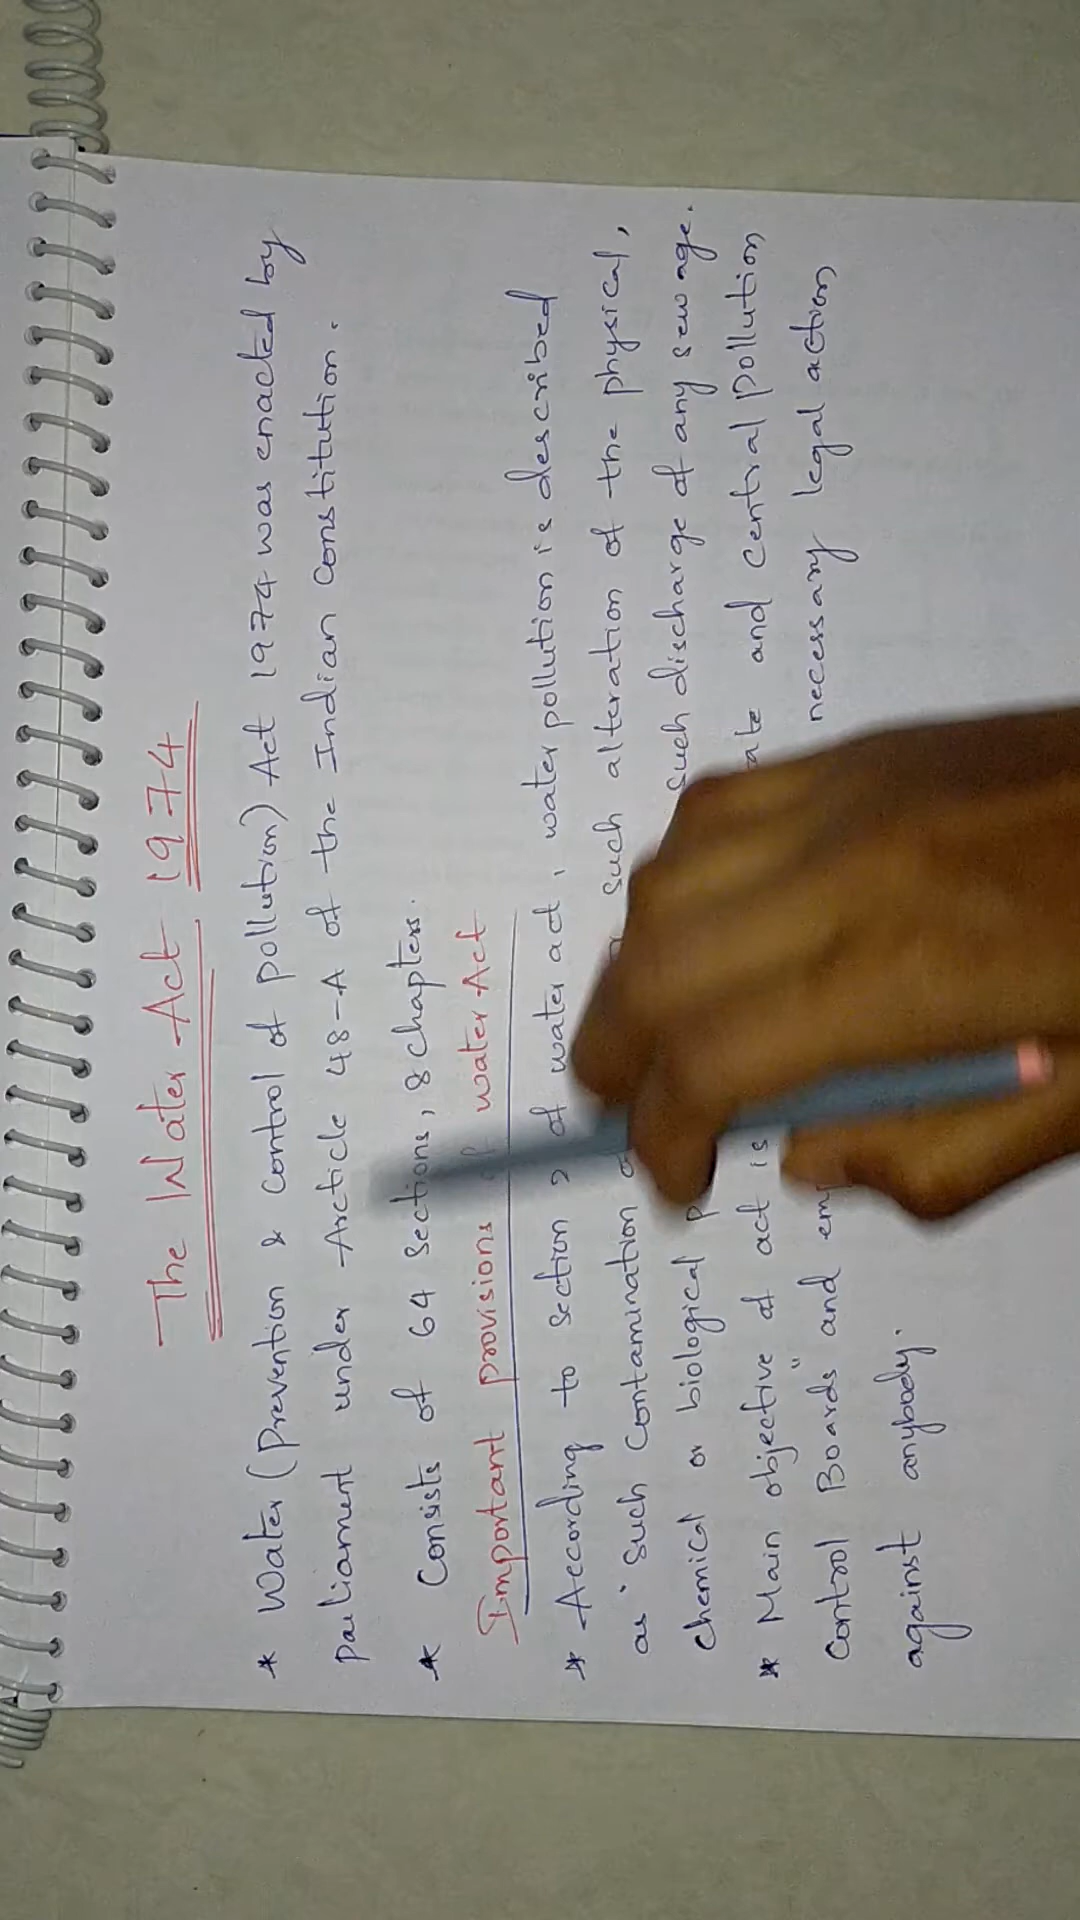 The Water Act 1974
* Water (Prevention & Control of pollution) Act 1974 was enacted by
parliament under Article 48-A of the Indian Constitution.
* Consists of 64 Sections, 8 chapters.
Important provisions of water Act
* According to section 2 of water act, water pollution is described
as "such contamination such alteration of the physical,
chemical or biological such discharge of any sewage.
* Main objective of act is and central pollution
control Boards" and necessary legal action
against anybody.